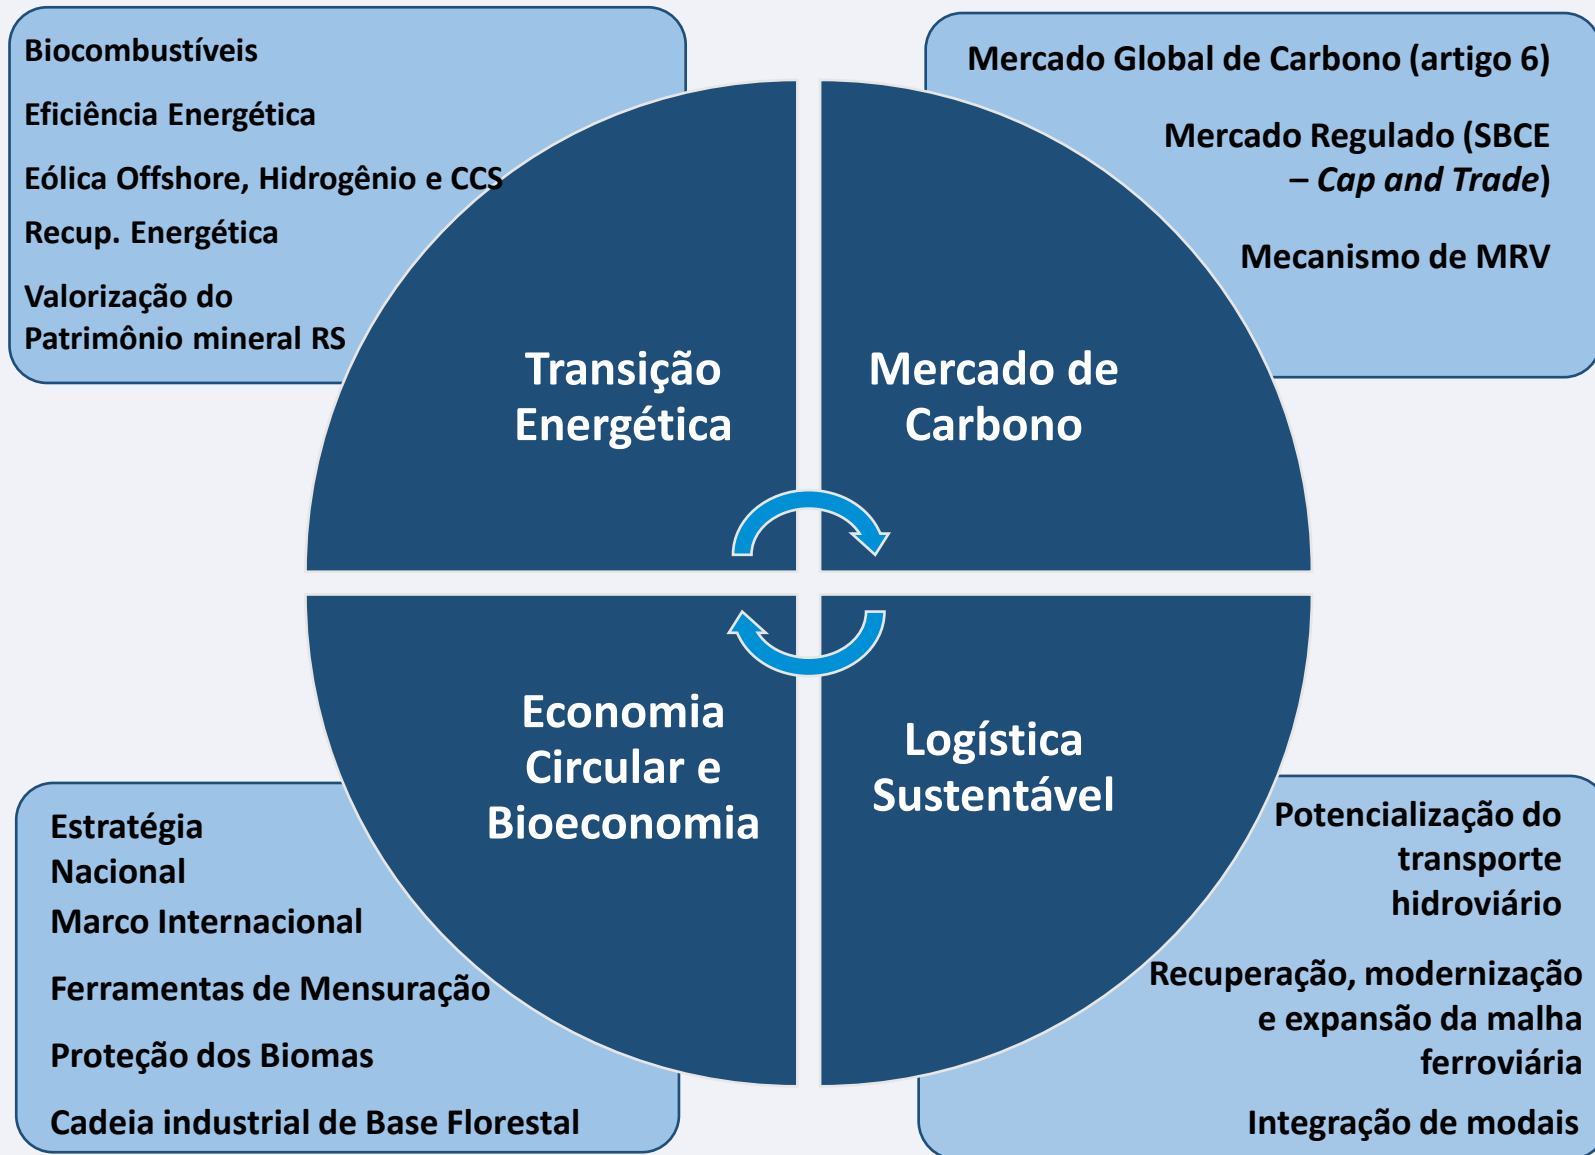 Biocombustíveis
Eficiência Energética
Eólica Offshore, Hidrogênio e CCS
Recup. Energética
Valorização do
Patrimônio mineral RS
Mercado Global de Carbono (artigo 6)
Mercado Regulado (SBCE
– Cap and Trade)
Mecanismo de MRV
Transição
Energética
Mercado de
Carbono
Economia
Circular e
Bioeconomia
Logística
Sustentável
Estratégia
Nacional
Marco Internacional
Ferramentas de Mensuração
Proteção dos Biomas
Cadeia industrial de Base Florestal
Potencialização do
transporte
hidroviário
Recuperação, modernização
e expansão da malha
ferroviária
Integração de modais